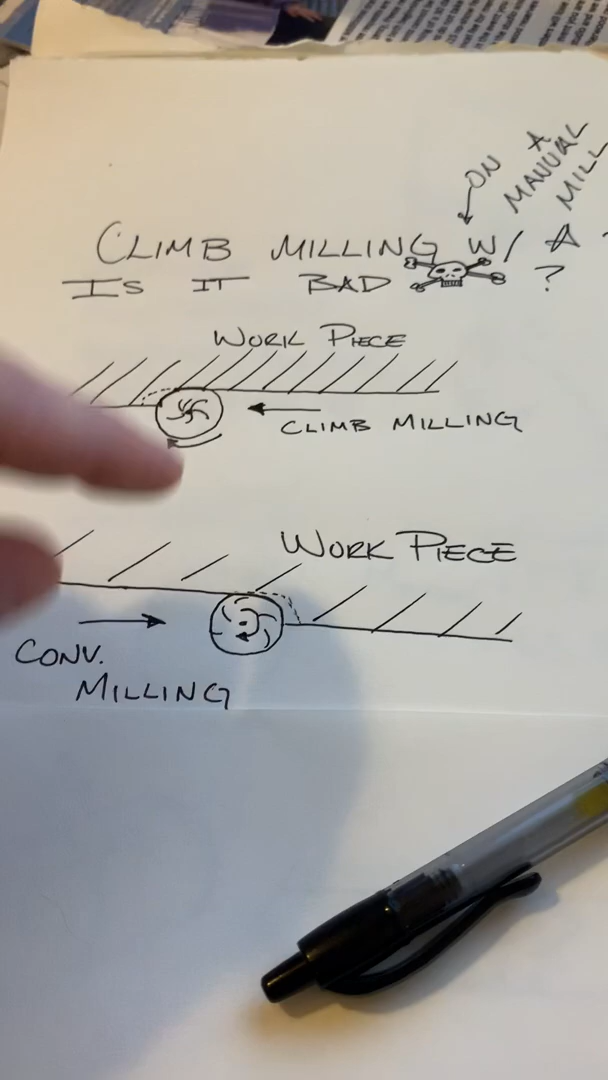 ON A
MANUAL
MILL
CLIMB MILLING W/ A ?
IS IT BAD ?
WORK PIECE
CLIMB MILLING
WORK PIECE
CONV.
MILLING